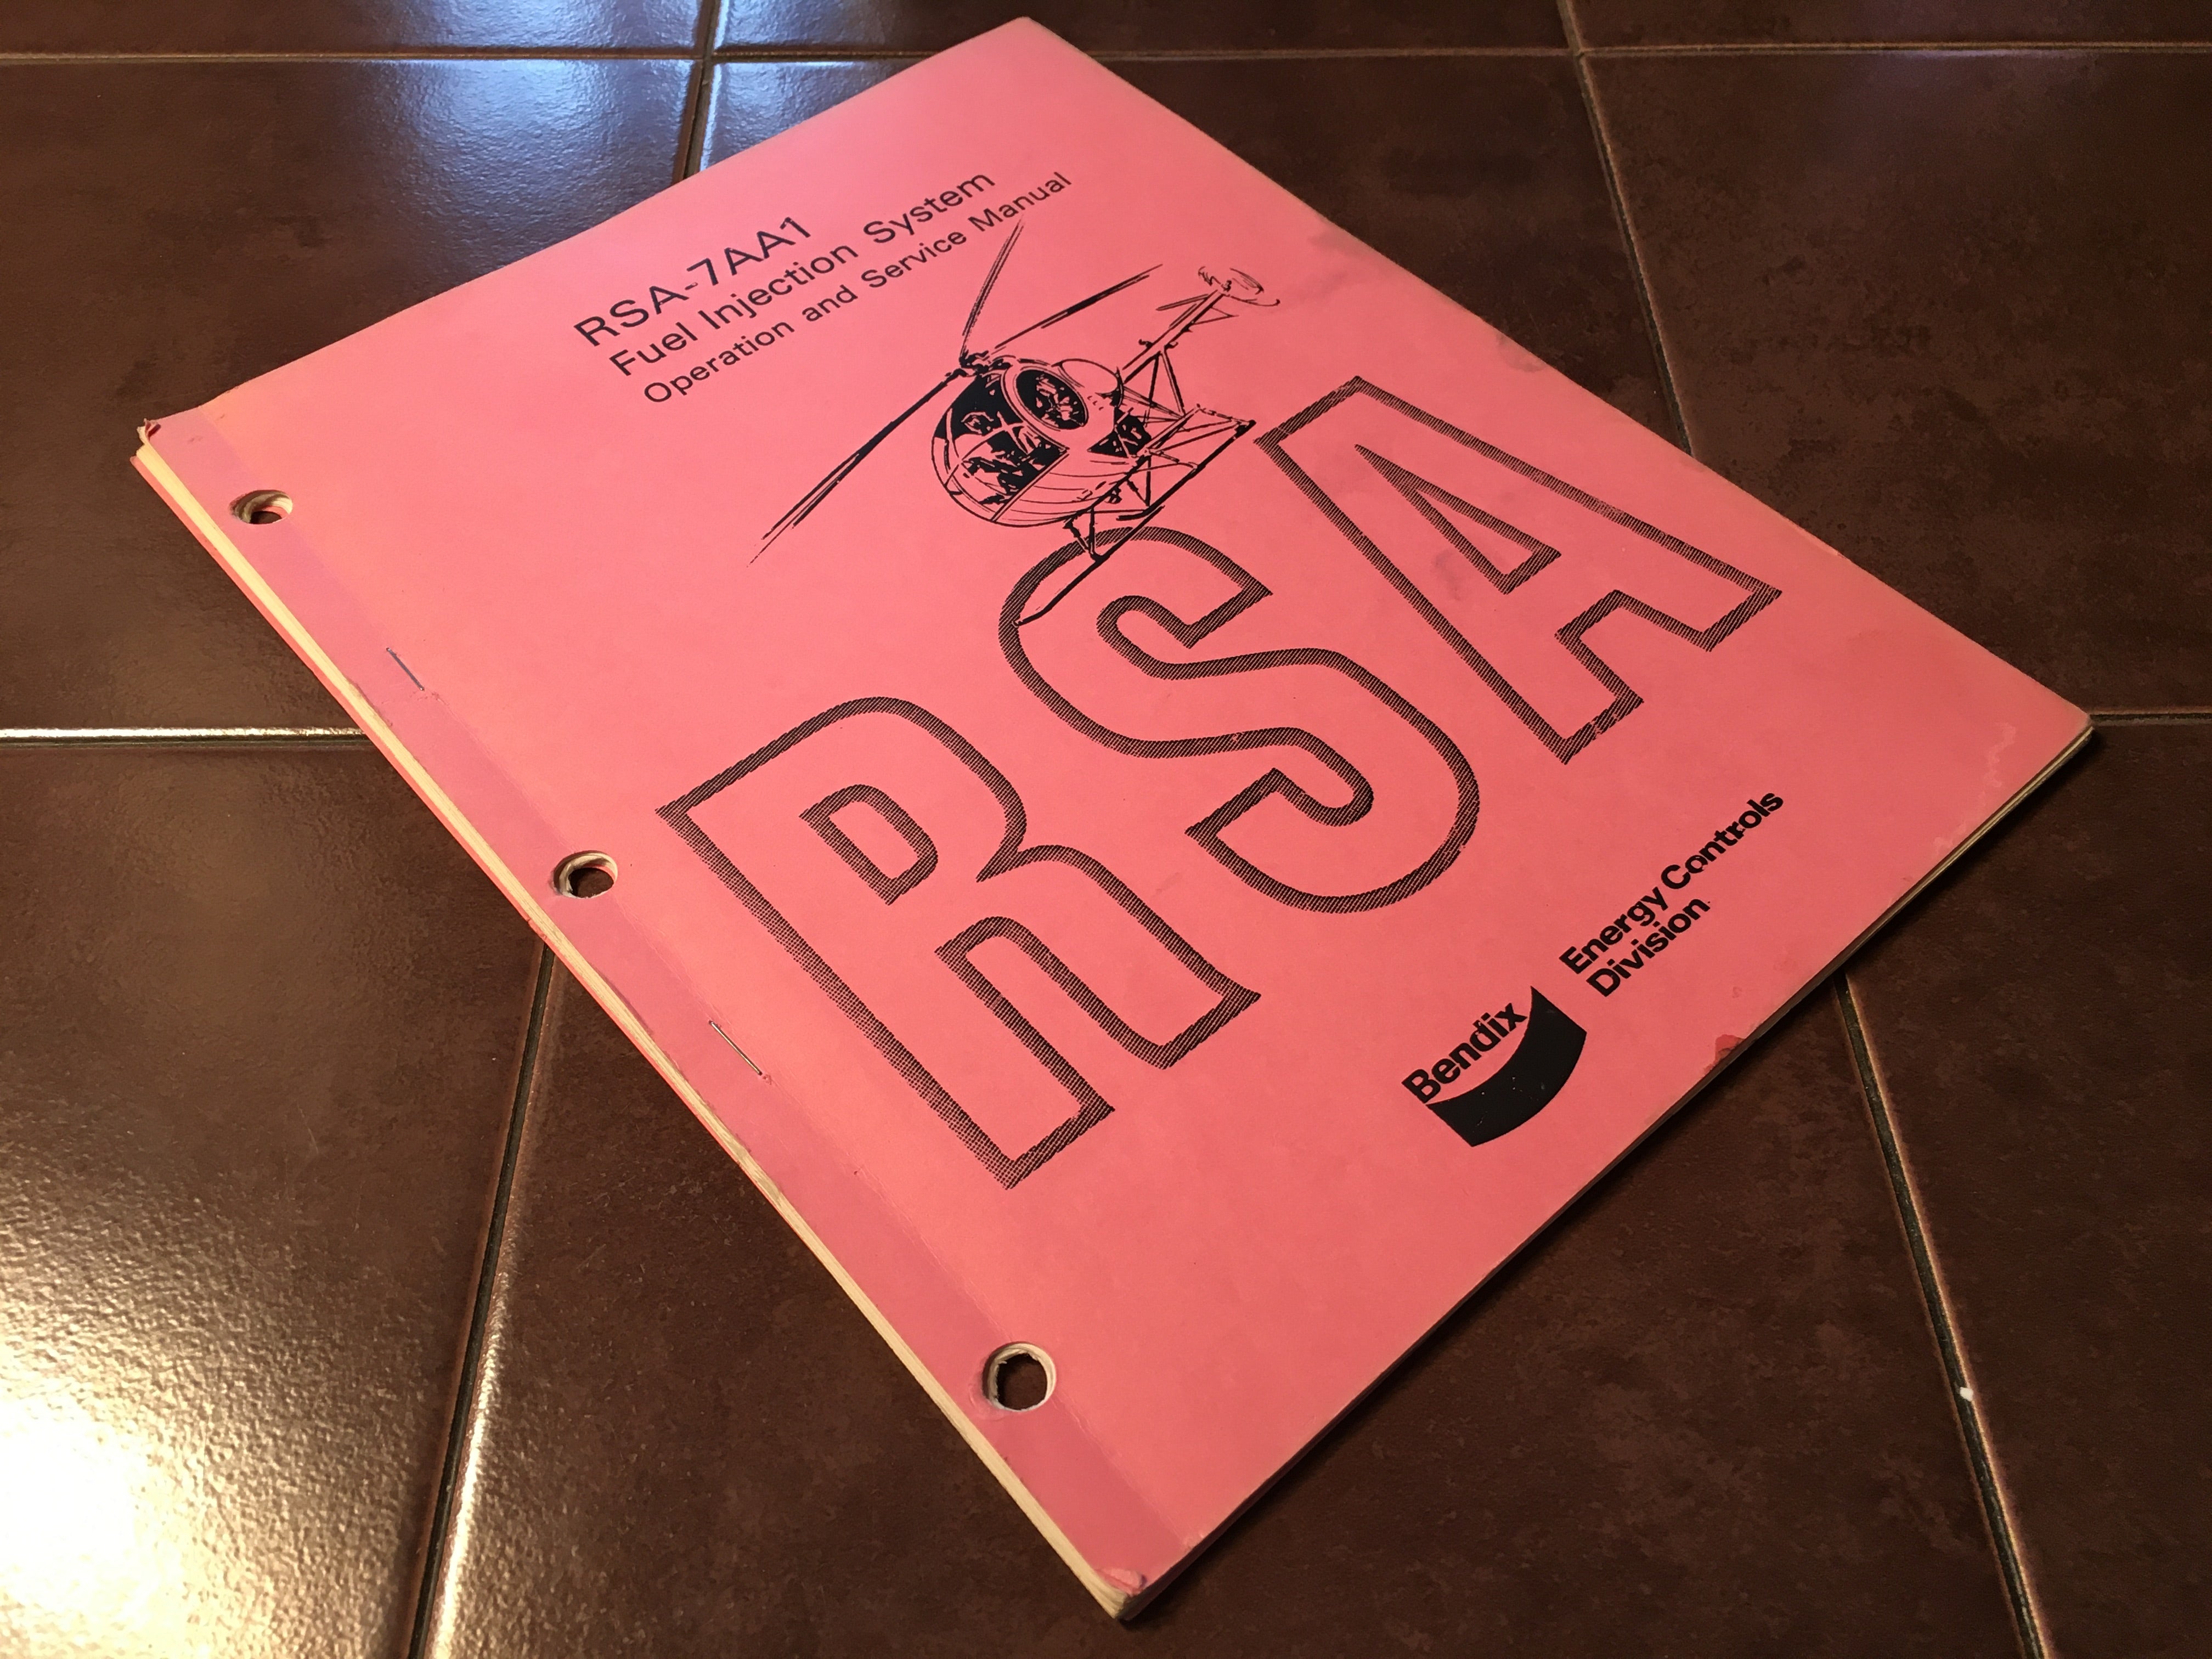 RSA-7AA1
Fuel Injection System
Operation and Service Manual
RSA
Bendix
Energy Controls
Division